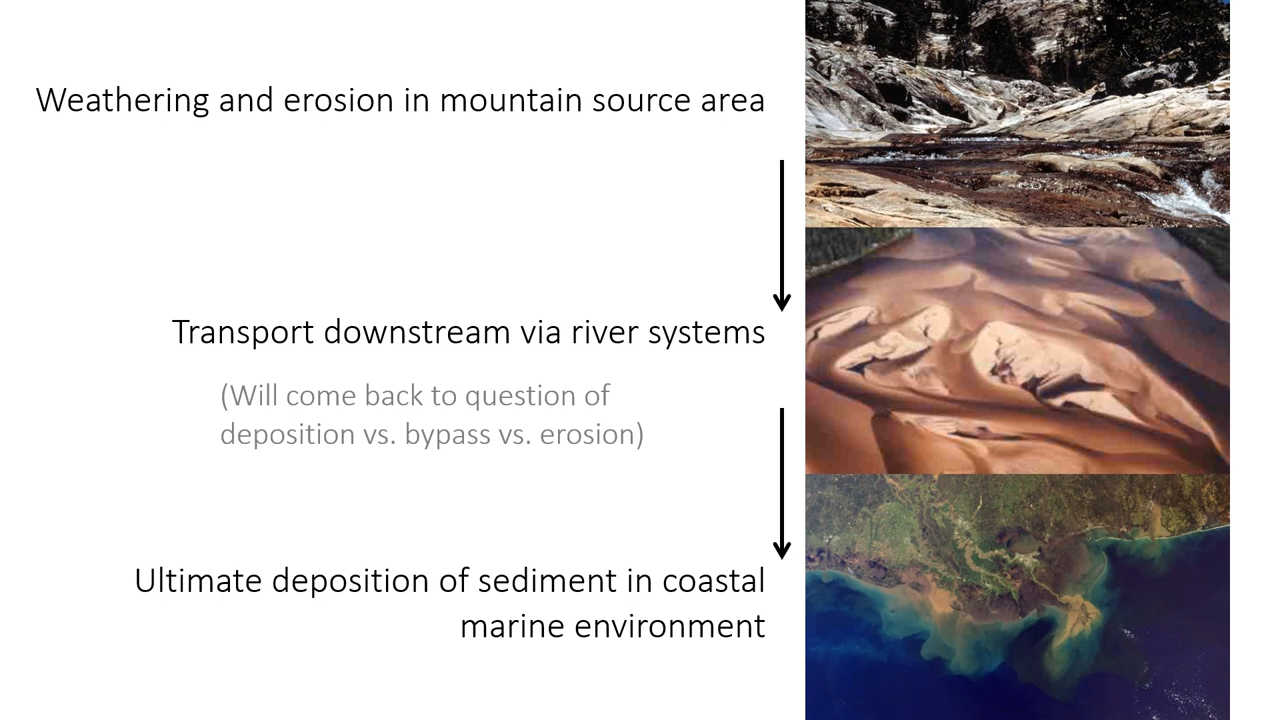 Weathering and erosion in mountain source area
Transport downstream via river systems
(Will come back to question of
deposition vs. bypass vs. erosion)
Ultimate deposition of sediment in coastal
marine environment